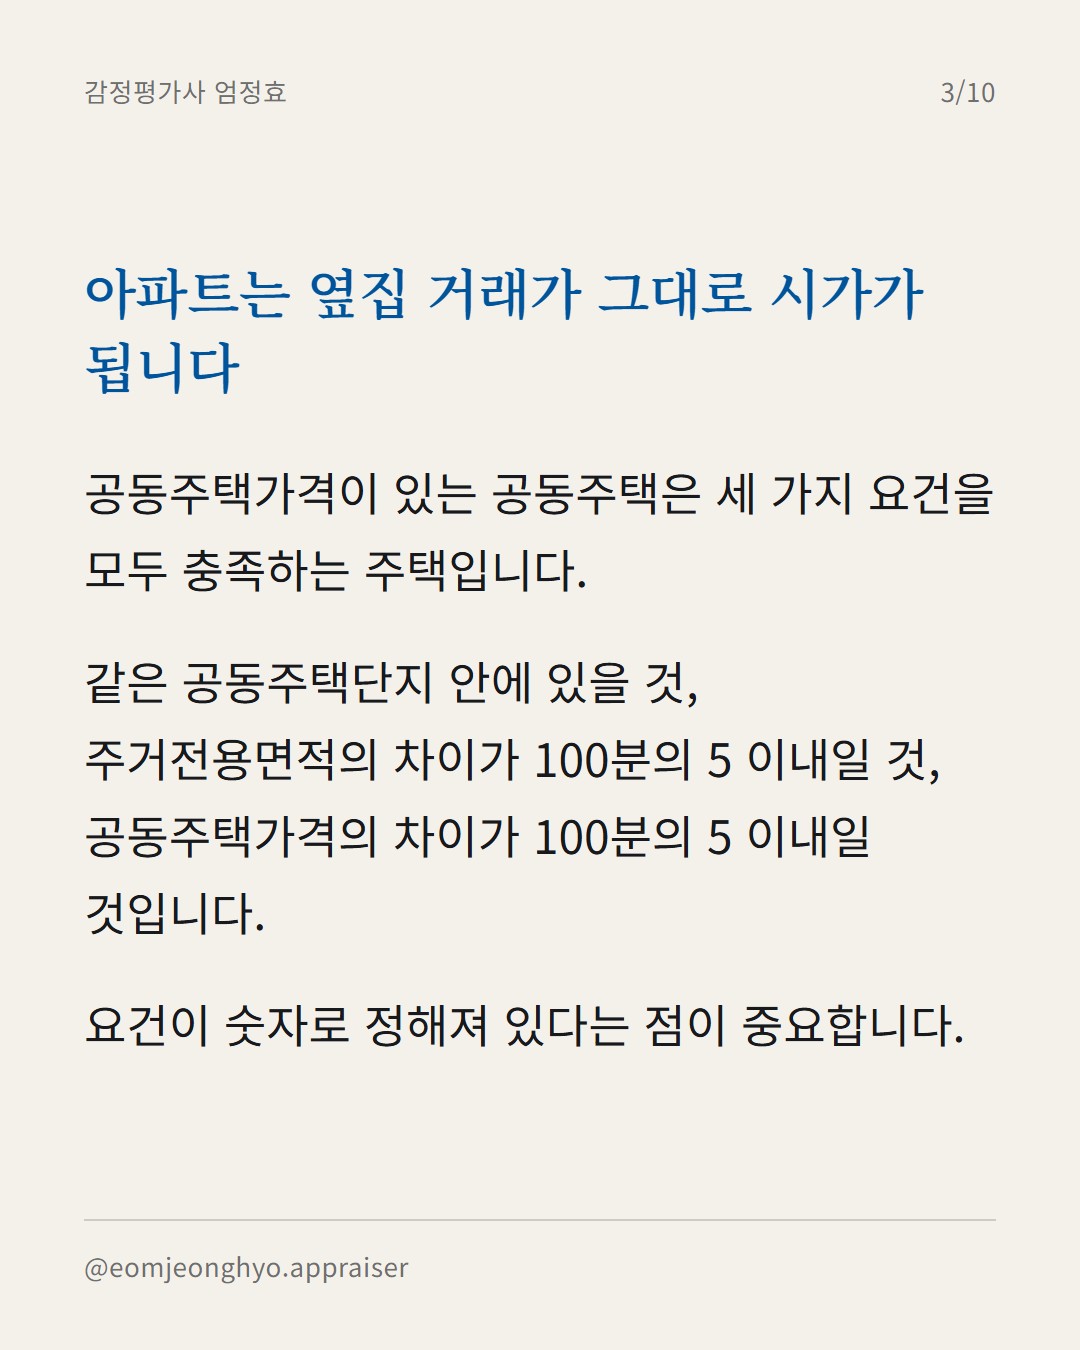 감정평가사 엄정효
3/10
아파트는 옆집 거래가 그대로 시가가
됩니다
공동주택가격이 있는 공동주택은 세 가지 요건을
모두 충족하는 주택입니다.
같은 공동주택단지 안에 있을 것,
주거전용면적의 차이가 100분의 5 이내일 것,
공동주택가격의 차이가 100분의 5 이내일
것입니다.
요건이 숫자로 정해져 있다는 점이 중요합니다.
@eomjeonghyo.appraiser